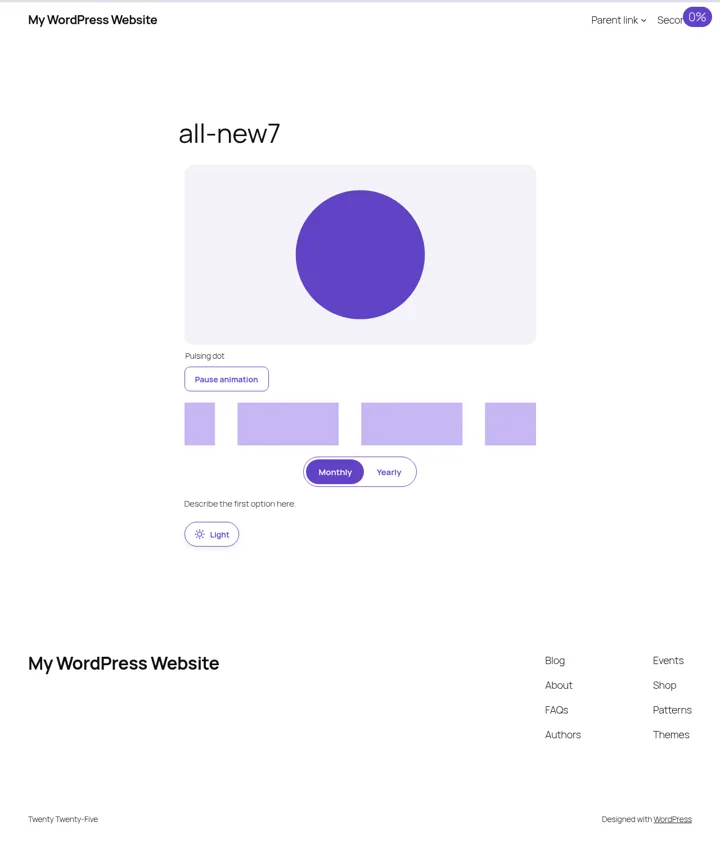 My WordPress Website
Parent link
0%
all-new7
Pulsing dot
Pause animation
Monthly
Yearly
Describe the first option here.
Light
My WordPress Website
Blog
Events
About
Shop
FAQs
Patterns
Authors
Themes
Twenty Twenty-Five
Designed with WordPress